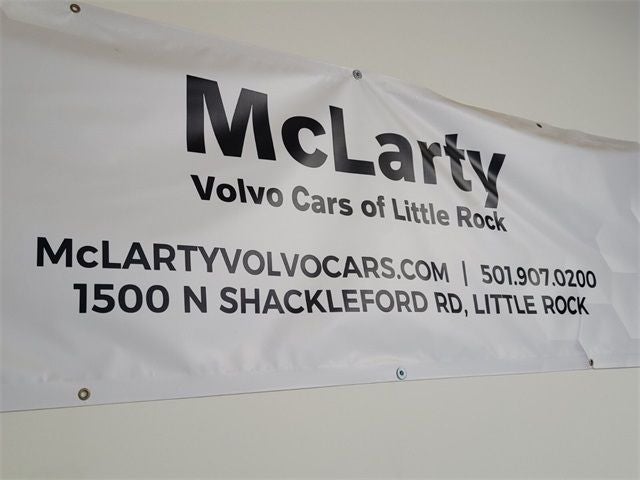 McLarty
Volvo Cars of Little Rock
McLARTYVOLVOCARS.COM | 501.907.0200
1500 N SHACKLEFORD RD, LITTLE ROCK